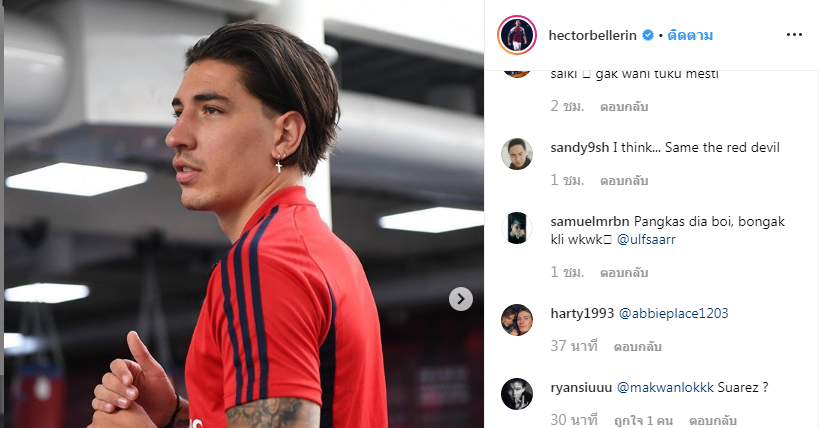 hectorbellerin • ติดตาม
saiki gak wani tuku mesti
2 ชม. ตอบกลับ
sandy9sh I think... Same the red devil
1 ชม. ตอบกลับ
samuelmrbn Pangkas dia boi, bongak
kli wkwk @ulfsaarr
1 ชม. ตอบกลับ
harty1993 @abbieplace1203
37 นาที ตอบกลับ
ryansiuuu @makwanlokkk Suarez ?
30 นาที ถูกใจ 1 คน ตอบกลับ